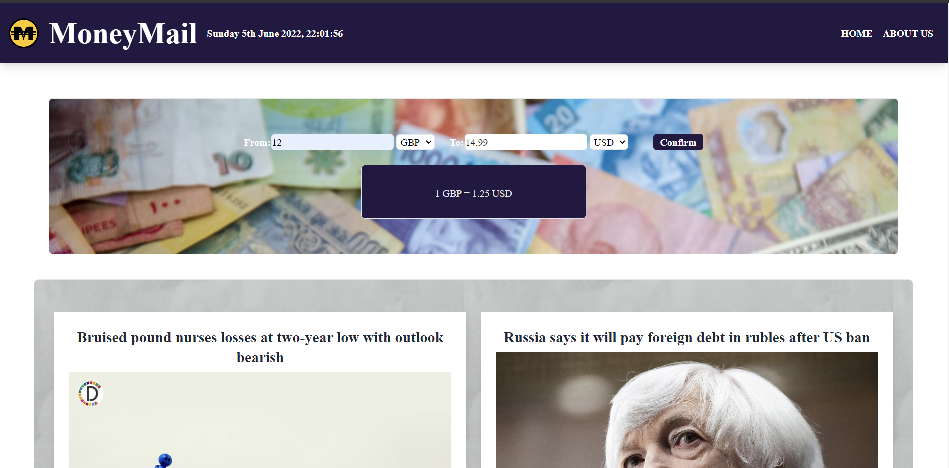 MoneyMail
Sunday 5th June 2022, 22:01:56
HOME
ABOUT US
From:
12
GBP
To:
14.99
USD
Confirm
1 GBP = 1.25 USD
Bruised pound nurses losses at two-year low with outlook
bearish
Russia says it will pay foreign debt in rubles after US ban
D